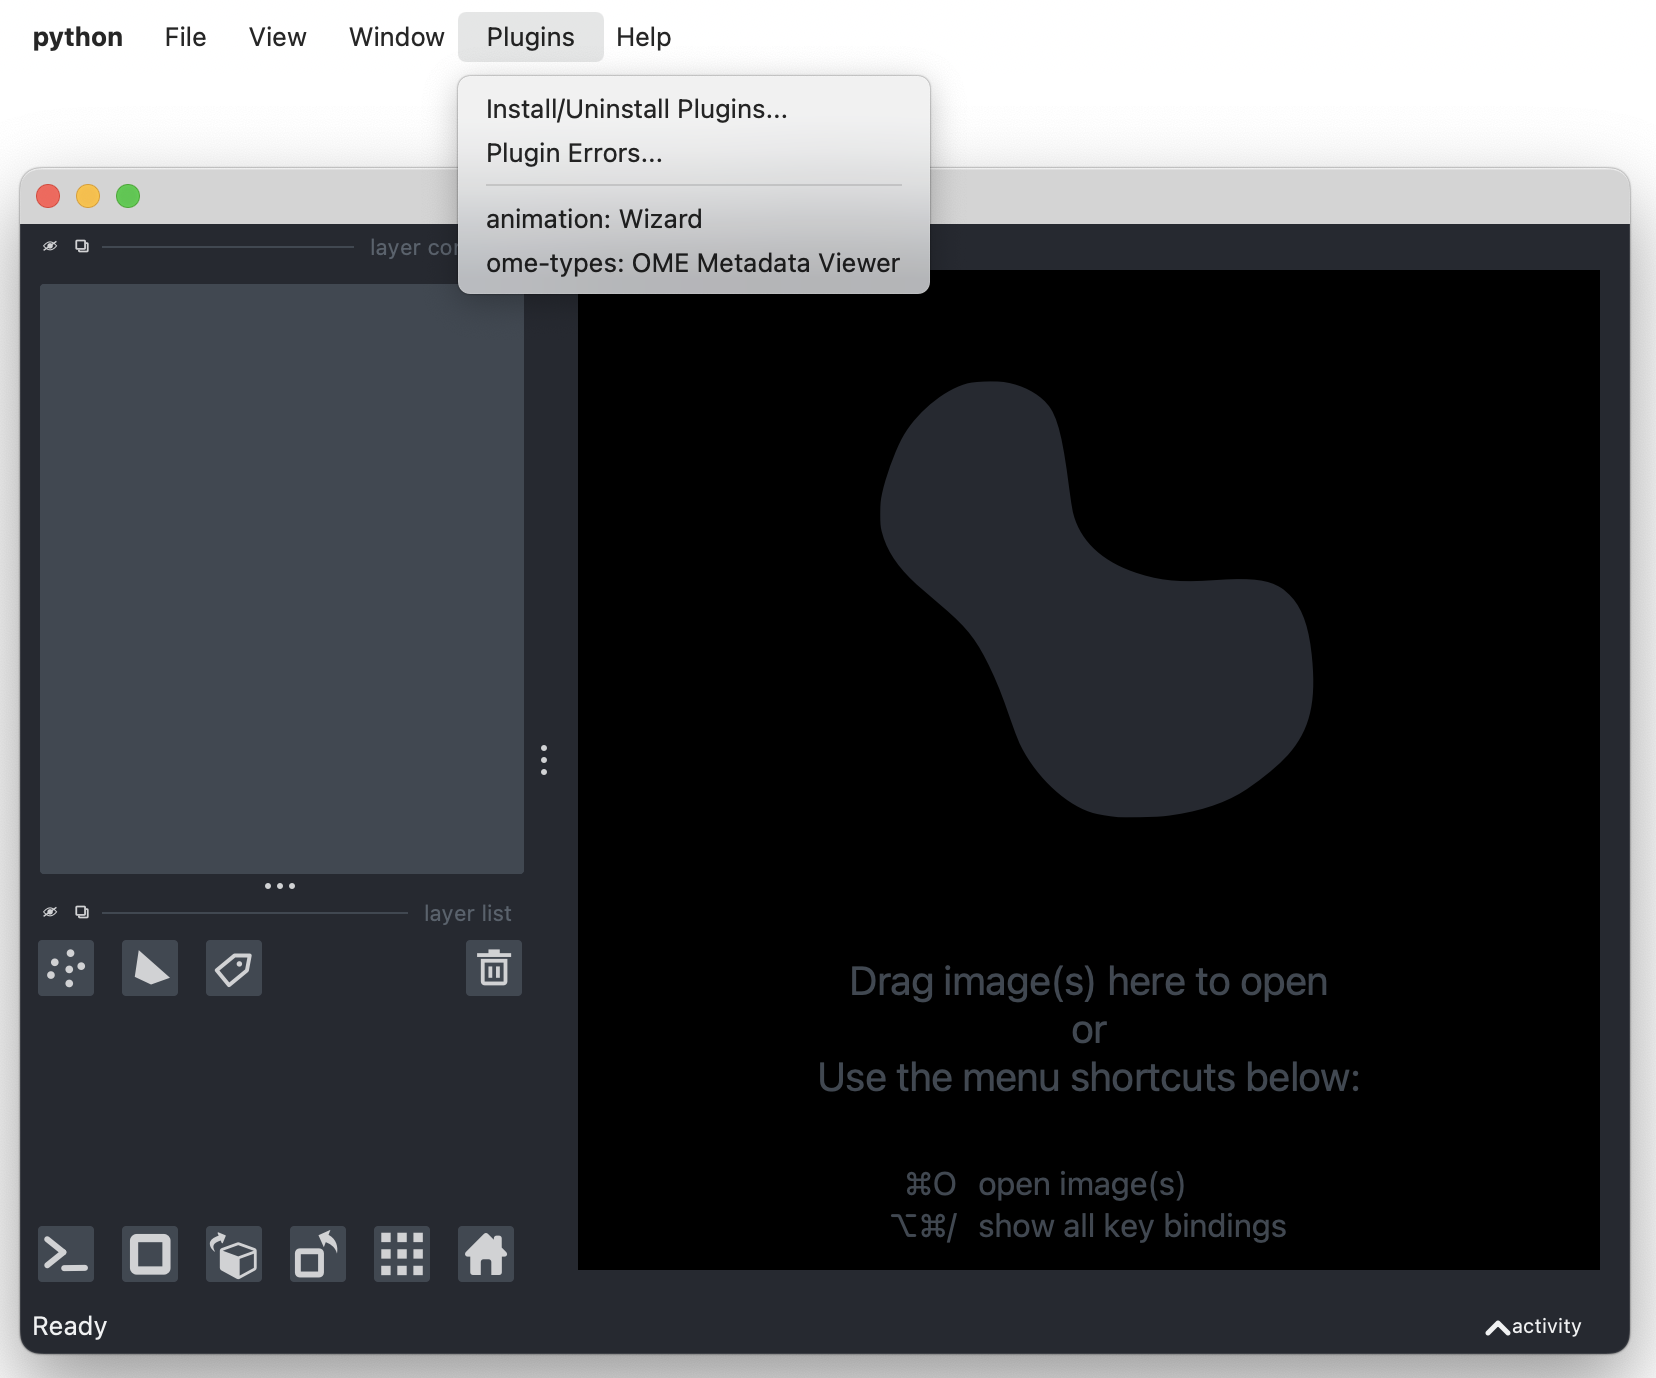 python File View Window Plugins Help
Install/Uninstall Plugins...
Plugin Errors...
animation: Wizard
ome-types: OME Metadata Viewer
layer
layer list
Drag image(s) here to open
or
Use the menu shortcuts below:
⌘O open image(s)
⌥⌘/ show all key bindings
Ready
activity